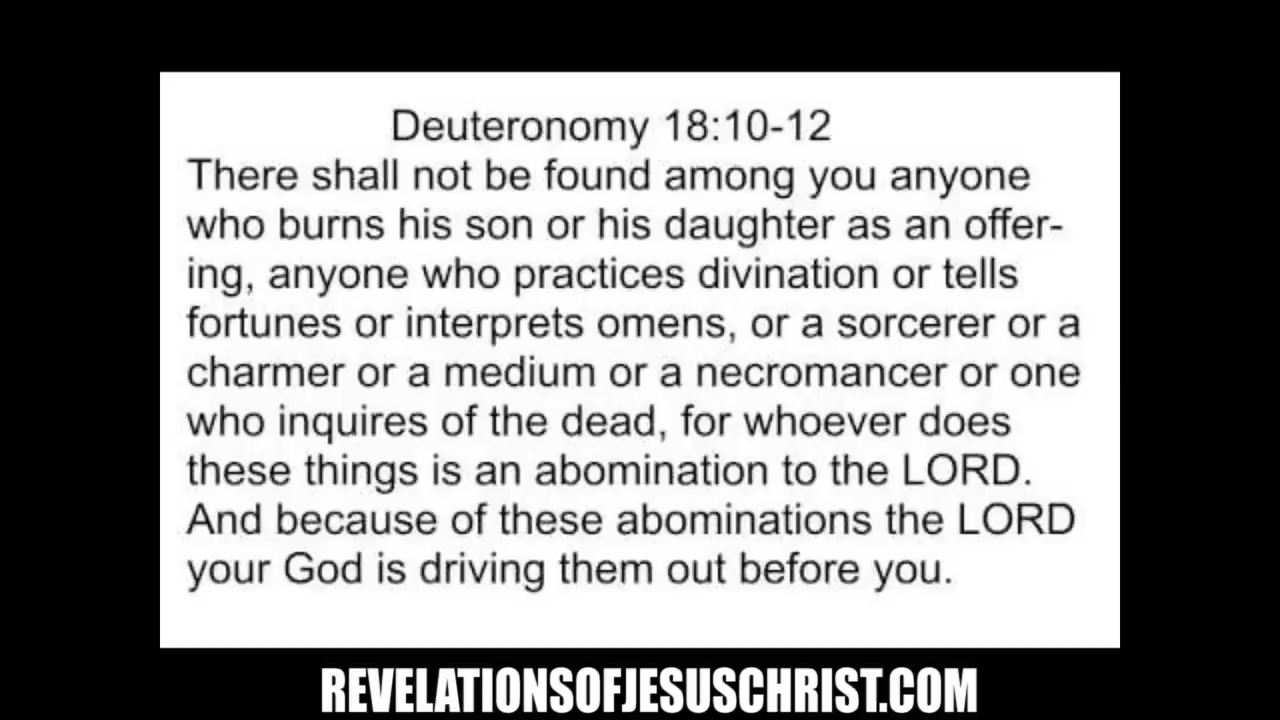 Deuteronomy 18:10-12
There shall not be found among you anyone
who burns his son or his daughter as an offer-
ing, anyone who practices divination or tells
fortunes or interprets omens, or a sorcerer or a
charmer or a medium or a necromancer or one
who inquires of the dead, for whoever does
these things is an abomination to the LORD.
And because of these abominations the LORD
your God is driving them out before you.
REVELATIONSOFJESUSCHRIST.COM